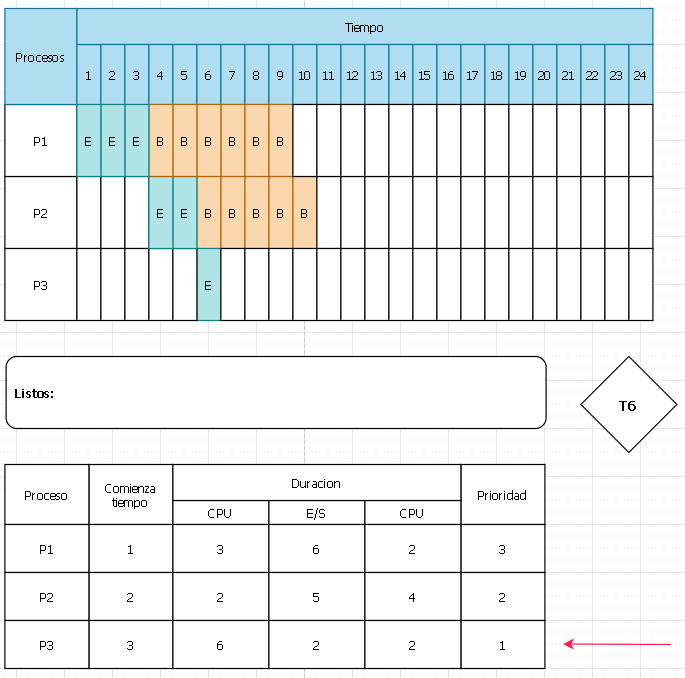 Procesos
Tiempo
1 2 3 4 5 6 7 8 9 10 11 12 13 14 15 16 17 18 19 20 21 22 23 24
P1 E E E B B B B B B
P2 E E B B B B B
P3 E
Listos:
T6
Proceso
Comienza
tiempo
Duracion
Prioridad
CPU E/S CPU
P1 1 3 6 2 3
P2 2 2 5 4 2
P3 3 6 2 2 1